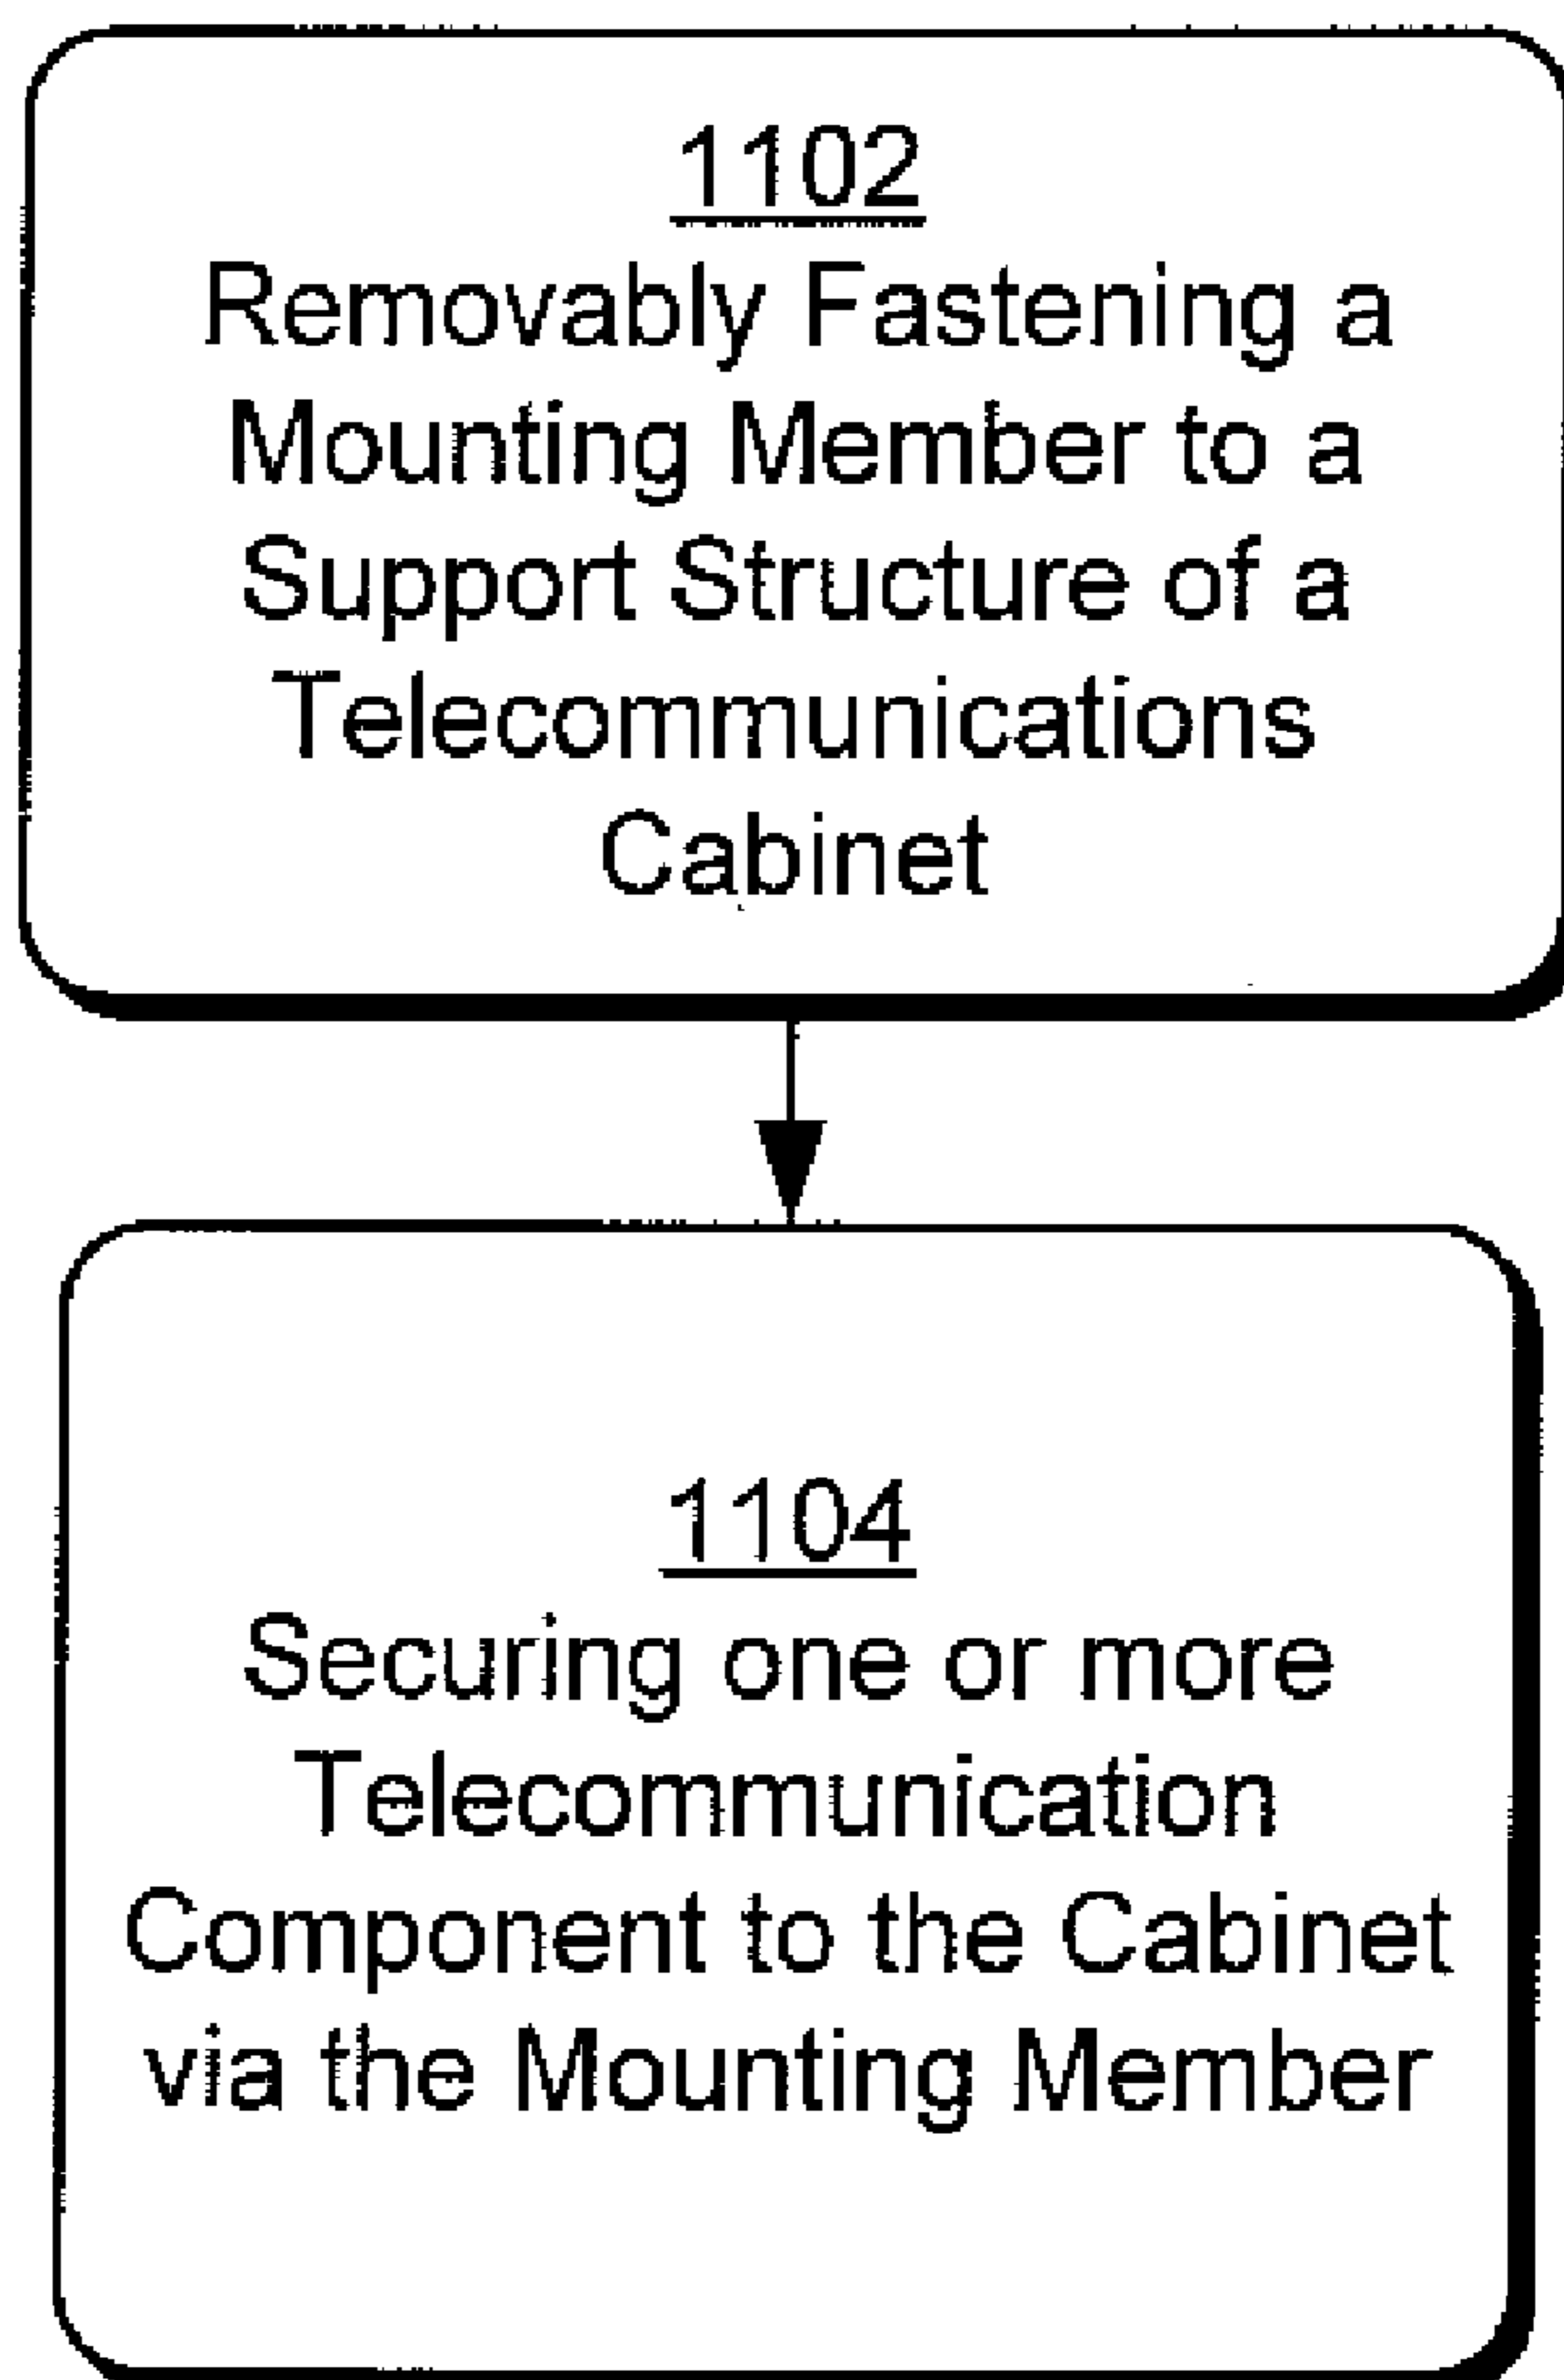 1102
Removably Fastening a
Mounting Member to a
Support Structure of a
Telecommunications
Cabinet
1104
Securing one or more
Telecommunication
Component to the Cabinet
via the Mounting Member